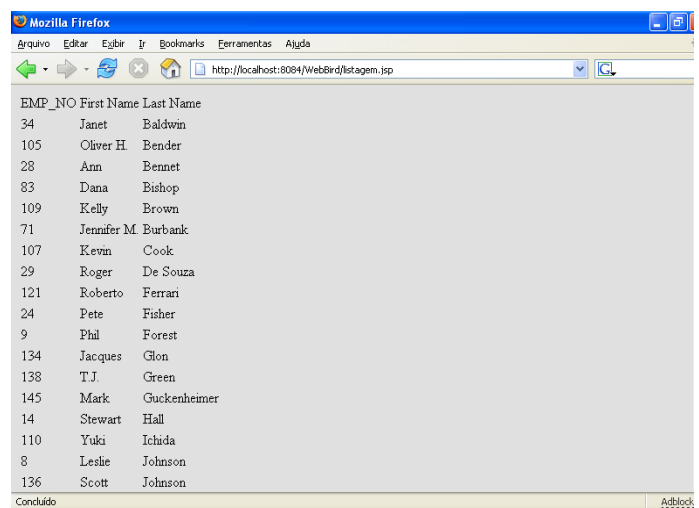 Mozilla Firefox
Arquivo Editar Exibir Ir Bookmarks Ferramentas Ajuda
http://localhost:8084/WebBird/listagem.jsp
EMP_NO First Name Last Name
34 Janet Baldwin
105 Oliver H. Bender
28 Ann Bennet
83 Dana Bishop
109 Kelly Brown
71 Jennifer M. Burbank
107 Kevin Cook
29 Roger De Souza
121 Roberto Ferrari
24 Pete Fisher
9 Phil Forest
134 Jacques Glon
138 T.J. Green
145 Mark Guckenheimer
14 Stewart Hall
110 Yuki Ichida
8 Leslie Johnson
136 Scott Johnson
Concluído Adblock